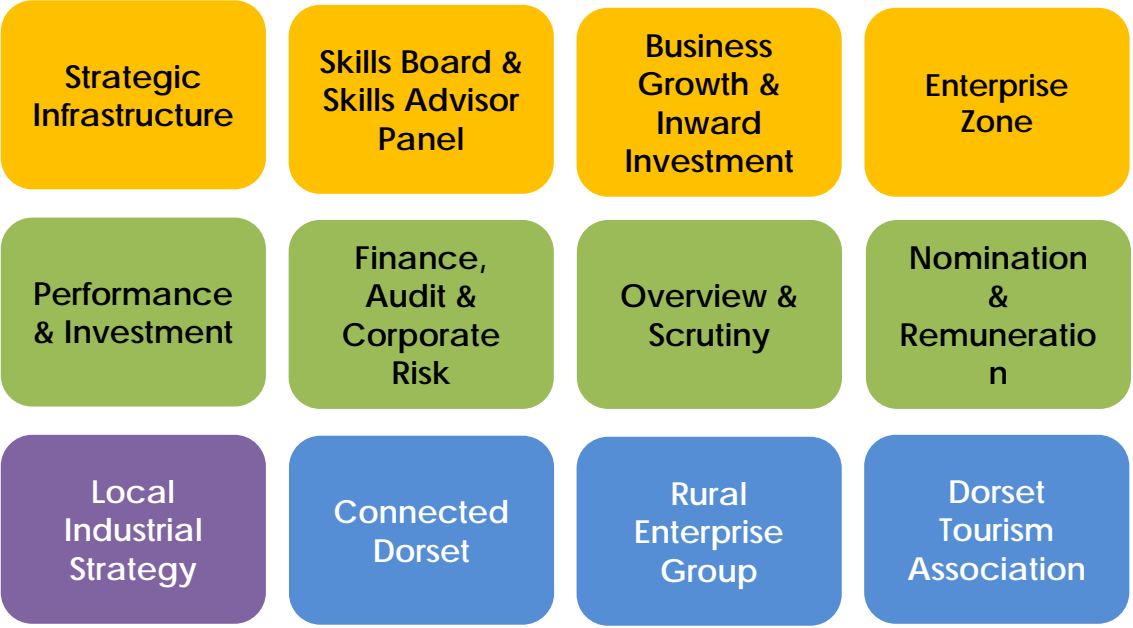 Strategic
Infrastructure
Skills Board &
Skills Advisor
Panel
Business
Growth &
Inward
Investment
Enterprise
Zone
Performance
& Investment
Finance,
Audit &
Corporate
Risk
Overview &
Scrutiny
Nomination
&
Remuneratio
n
Local
Industrial
Strategy
Connected
Dorset
Rural
Enterprise
Group
Dorset
Tourism
Association